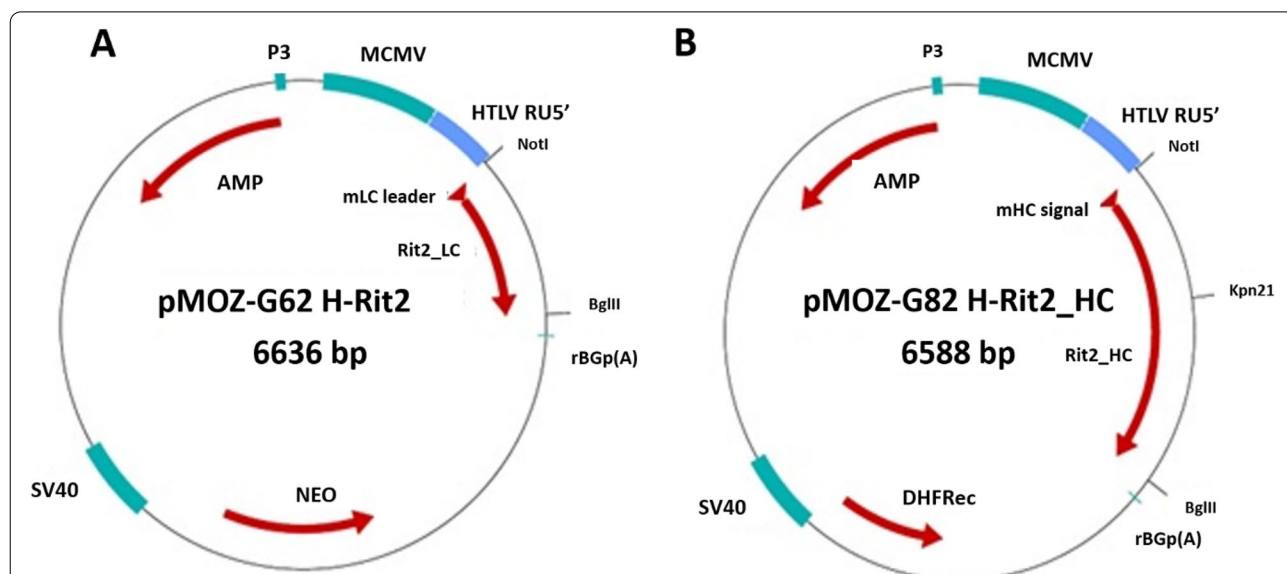 A
P3
MCMV
HTLV RU5’
NotI
AMP
mLC leader
Rit2_LC
pMOZ-G62 H-Rit2
6636 bp
BglII
rBGp(A)
SV40
NEO
B
P3
MCMV
HTLV RU5’
NotI
AMP
mHC signal
Kpn21
pMOZ-G82 H-Rit2_HC
6588 bp
Rit2_HC
SV40
DHFRec
BglII
rBGp(A)